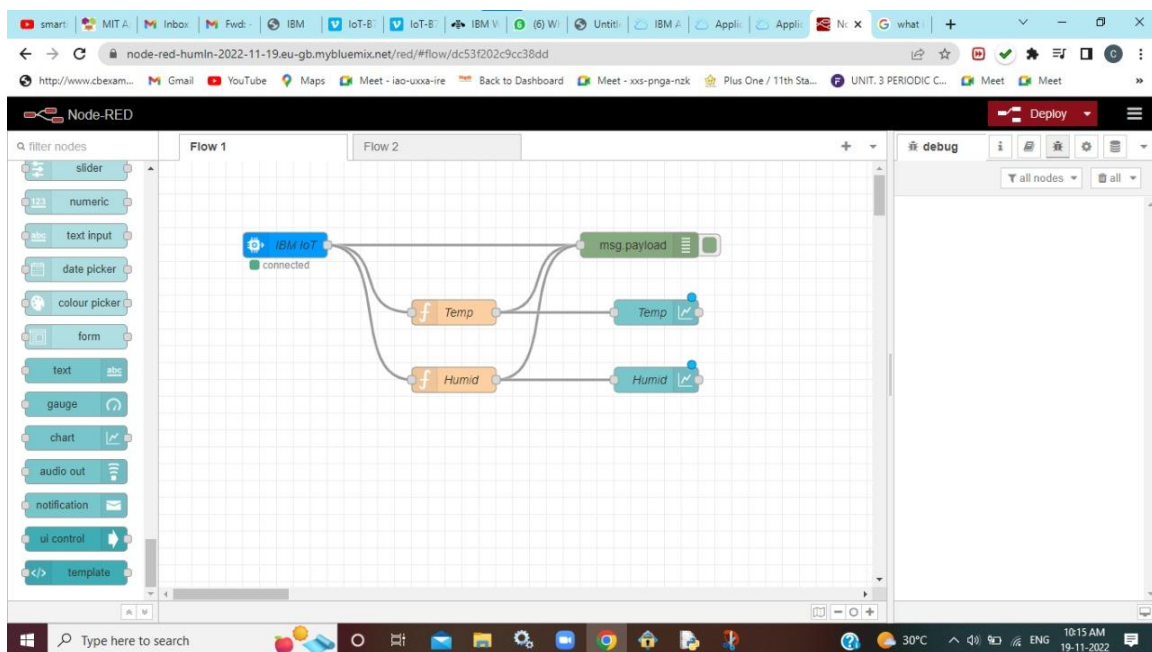 smart MIT A Inbox Fwd: - IBM IoT-B7 IoT-B7 IBM W (6) W Untitl IBM A Applic Applic No what
node-red-humln-2022-11-19.eu-gb.mybluemix.net/red/#flow/dc53f202c9cc38dd
http://www.cbexam... Gmail YouTube Maps Meet - iao-uxxa-ire Back to Dashboard Meet - xxs-pnga-nzk Plus One / 11th Sta... UNIT. 3 PERIODIC C... Meet Meet
Node-RED Deploy
filter nodes Flow 1 Flow 2 debug
all nodes all
slider
numeric
text input
date picker
colour picker
form
text
gauge
chart
audio out
notification
ui control
template
IBM IoT msg.payload
connected
Temp Temp
Humid Humid
Type here to search 30°C ENG 10:15 AM
19-11-2022